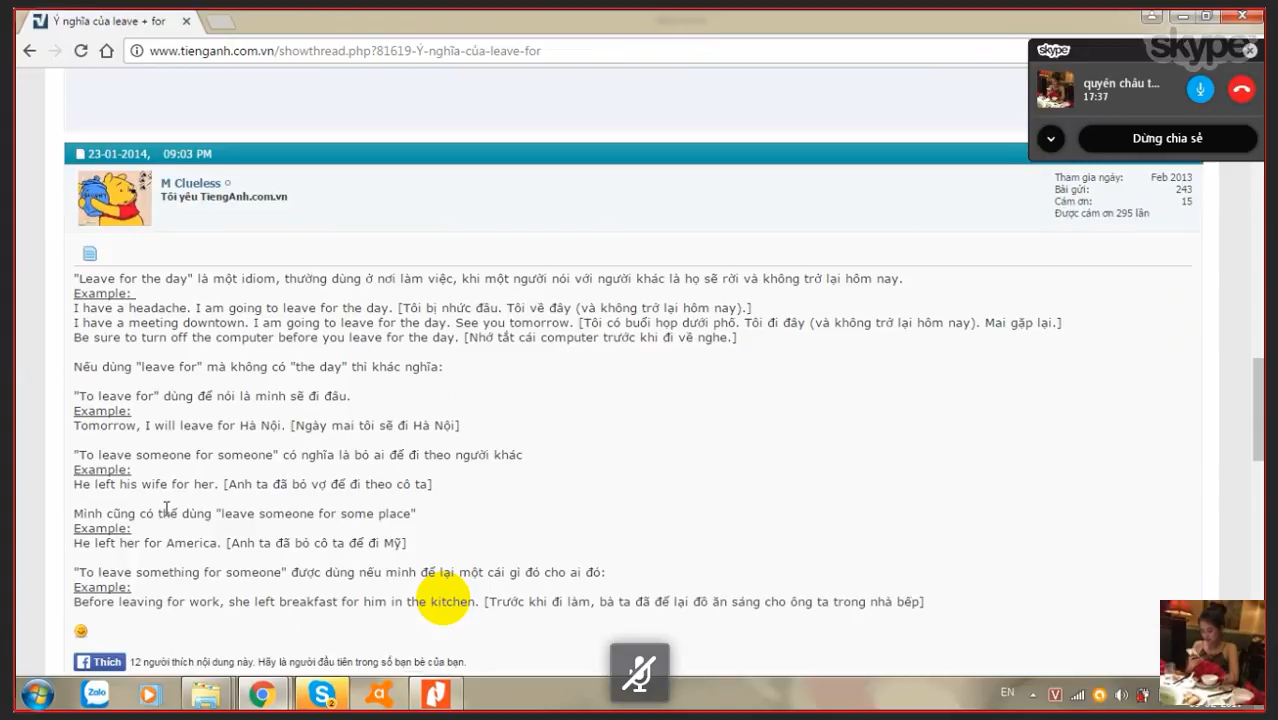 Ý nghĩa của leave + for
www.tienganh.com.vn/showthread.php?81619-Ý-nghĩa-của-leave-for
skype
skype
quyên châu t...
17:37
Dừng chia sẻ
23-01-2014, 09:03 PM
M Clueless
Tôi yêu TiengAnh.com.vn
Tham gia ngày: Feb 2013
Bài gửi: 243
Cám ơn: 15
Được cám ơn 295 lần
"Leave for the day" là một idiom, thường dùng ở nơi làm việc, khi một người nói với người khác là họ sẽ rời và không trở lại hôm nay.
Example:
I have a headache. I am going to leave for the day. [Tôi bị nhức đầu. Tôi về đây (và không trở lại hôm nay).]
I have a meeting downtown. I am going to leave for the day. See you tomorrow. [Tôi có buổi họp dưới phố. Tôi đi đây (và không trở lại hôm nay). Mai gặp lại.]
Be sure to turn off the computer before you leave for the day. [Nhớ tắt cái computer trước khi đi về nghe.]
Nếu dùng "leave for" mà không có "the day" thì khác nghĩa:
"To leave for" dùng để nói là mình sẽ đi đâu.
Example:
Tomorrow, I will leave for Hà Nội. [Ngày mai tôi sẽ đi Hà Nội]
"To leave someone for someone" có nghĩa là bỏ ai để đi theo người khác
Example:
He left his wife for her. [Anh ta đã bỏ vợ để đi theo cô ta]
Mình cũng có thể dùng "leave someone for some place"
Example:
He left her for America. [Anh ta đã bỏ cô ta để đi Mỹ]
"To leave something for someone" được dùng nếu mình để lại một cái gì đó cho ai đó:
Example:
Before leaving for work, she left breakfast for him in the kitchen. [Trước khi đi làm, bà ta đã để lại đồ ăn sáng cho ông ta trong nhà bếp]
Thích
12 người thích nội dung này. Hãy là người đầu tiên trong số bạn bè của bạn.
Zalo
EN